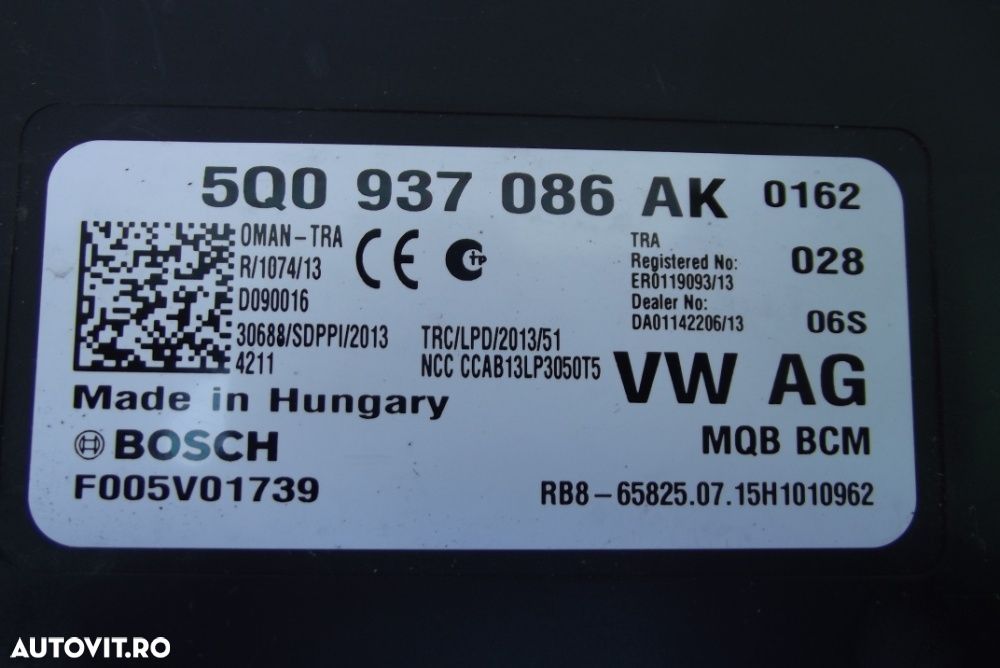 5Q0 937 086 AK 0162
OMAN-TRA
R/1074/13
D090016
30688/SDPPI/2013
4211
CE
TRC/LPD/2013/51
NCC CCAB13LP3050T5
TRA
Registered No:
ER0119093/13
Dealer No:
DA01142206/13
028
06S
VW AG
Made in Hungary
BOSCH
MQB BCM
F005V01739
RB8-65825.07.15H1010962
AUTOVIT.RO